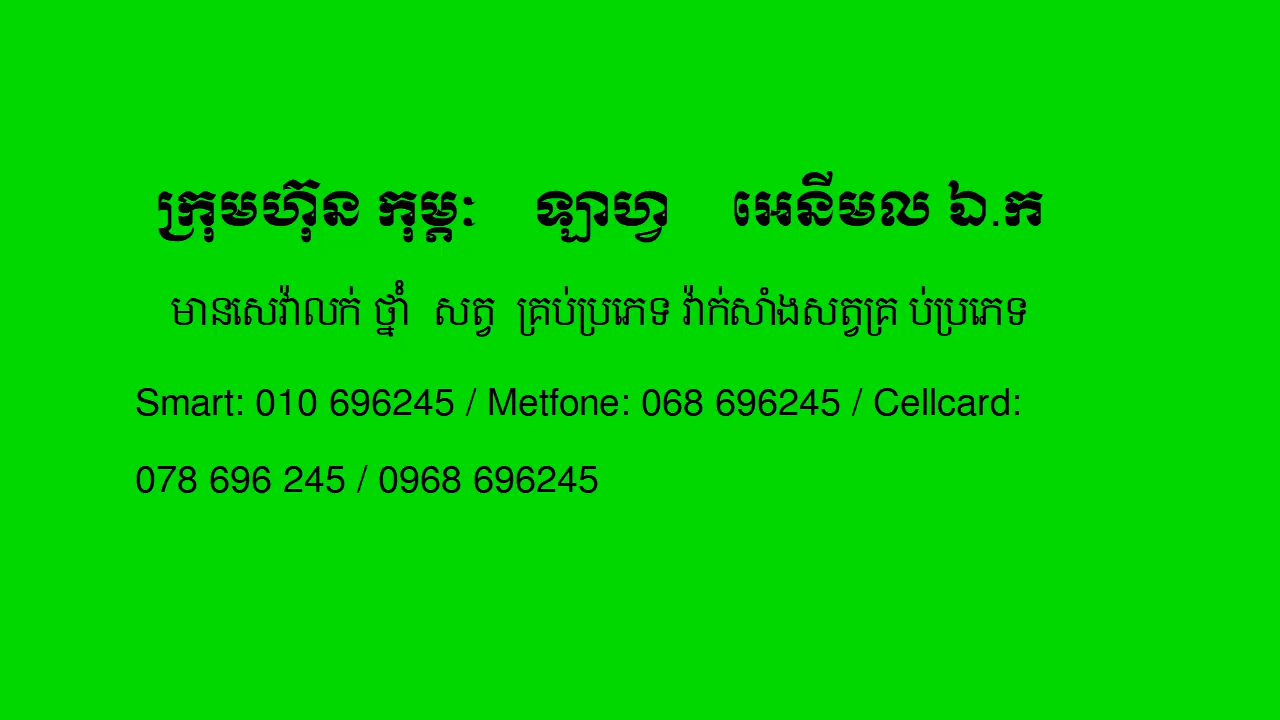 ក្រុមហ៊ុន កុម្ភៈ ឡាហ្វ អេនីមល ឯ.ក
មានសេវ៉ាលក់ ថ្នាំ សត្វ គ្រប់ប្រភេទ វ៉ាក់សាំងសត្វគ្រ ប់ប្រភេទ
Smart: 010 696245 / Metfone: 068 696245 / Cellcard:
078 696 245 / 0968 696245